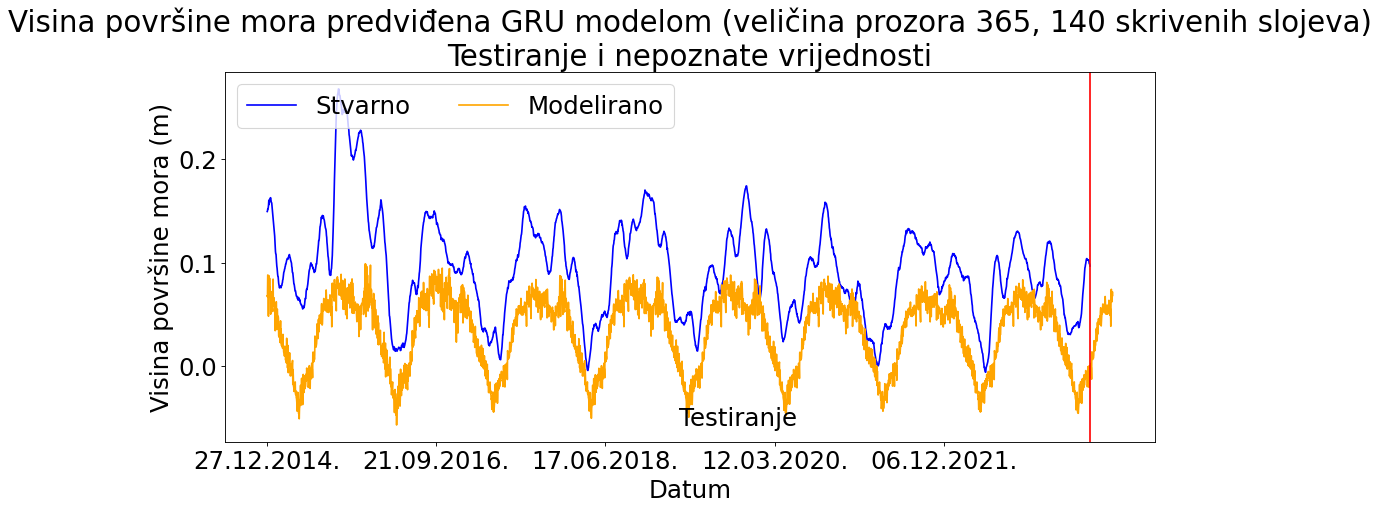 Visina površine mora predviđena GRU modelom (veličina prozora 365, 140 skrivenih slojeva)
Testiranje i nepoznate vrijednosti
Stvarno
Modelirano
Visina površine mora (m)
0.2
0.1
0.0
Testiranje
27.12.2014.
21.09.2016.
17.06.2018.
12.03.2020.
06.12.2021.
Datum